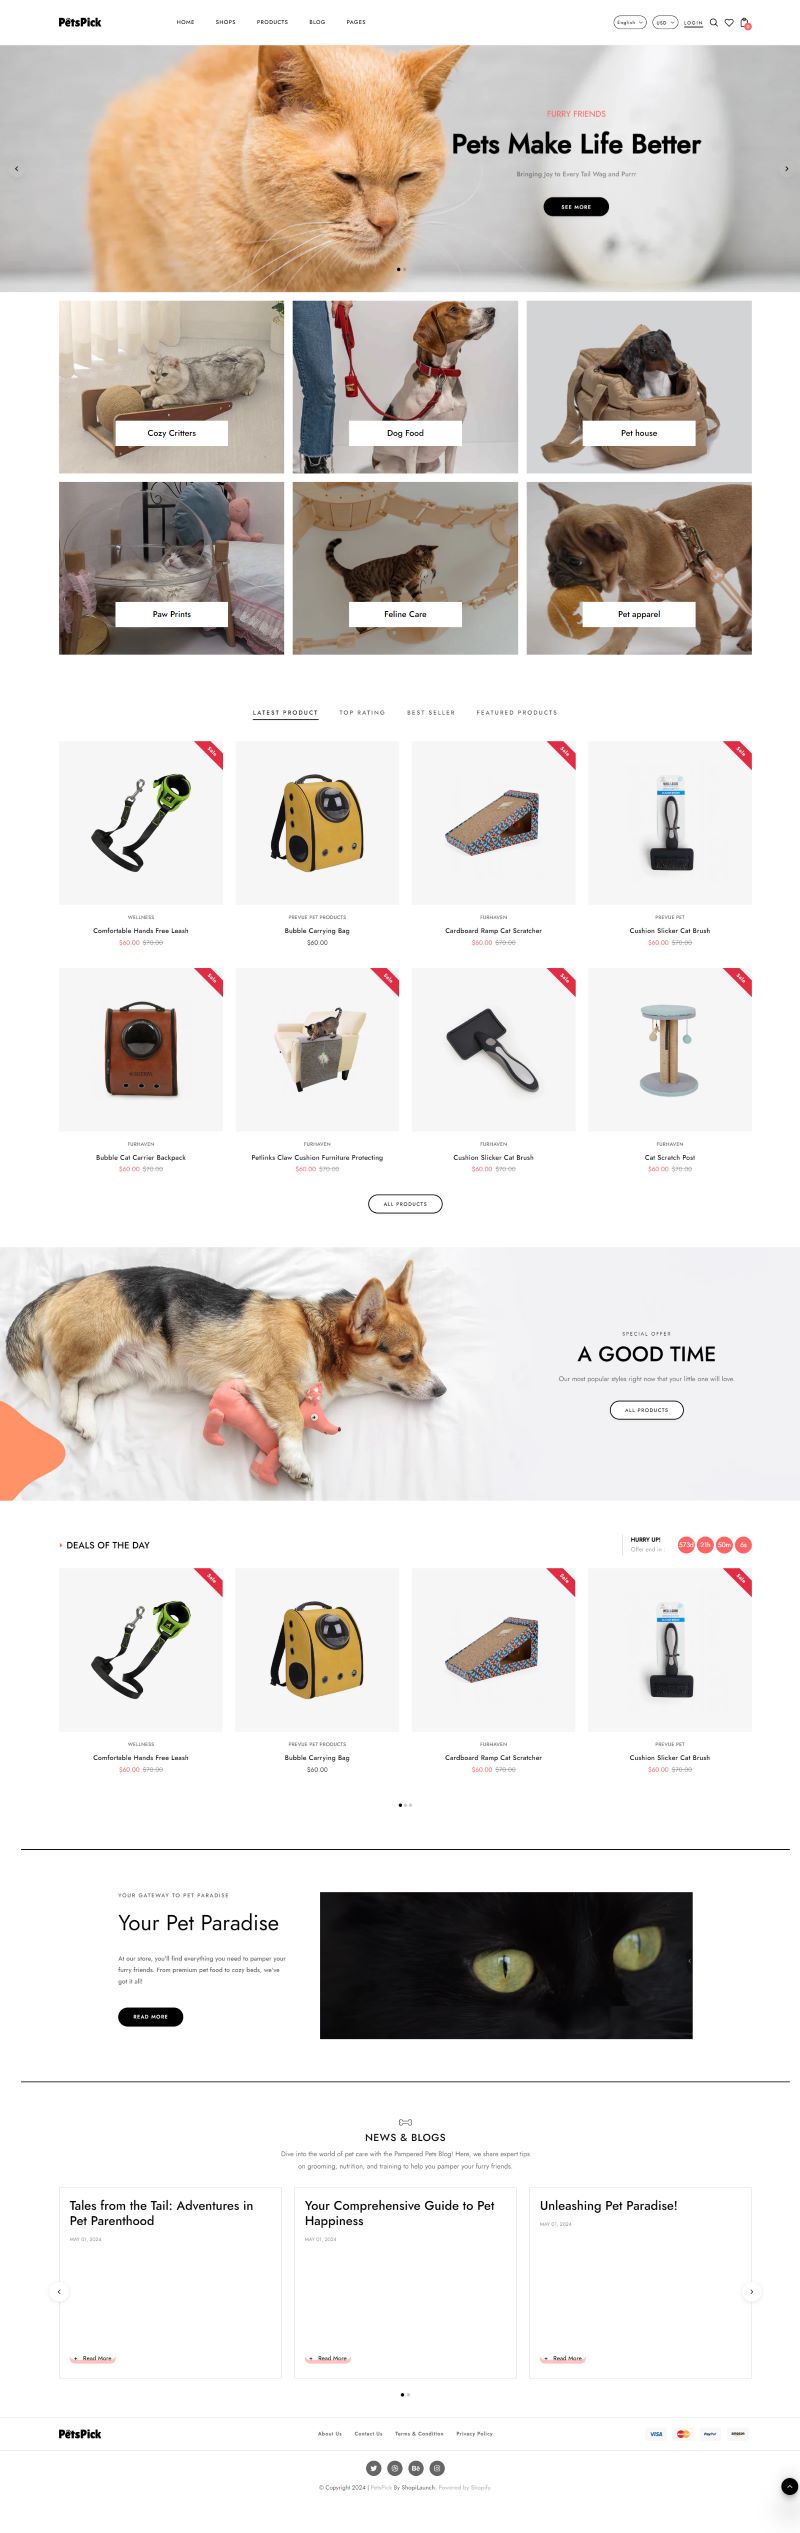 PetsPick
HOME SHOPS PRODUCTS BLOG PAGES
English USD LOGIN
FURRY FRIENDS
Pets Make Life Better
Bringing Joy to Every Tail Wag and Purrr
SEE MORE
Cozy Critters
Dog Food
Pet house
Paw Prints
Feline Care
Pet apparel
LATEST PRODUCT TOP RATING BEST SELLER FEATURED PRODUCTS
Sale Sale Sale
WELLNESS PREVUE PET PRODUCTS FURHAVEN PREVUE PET
Comfortable Hands Free Leash Bubble Carrying Bag Cardboard Ramp Cat Scratcher Cushion Slicker Cat Brush
$60.00 $70.00 $60.00 $60.00 $70.00 $60.00 $70.00
Sale Sale Sale Sale
FURHAVEN FURHAVEN FURHAVEN FURHAVEN
Bubble Cat Carrier Backpack Petlinks Claw Cushion Furniture Protecting Cushion Slicker Cat Brush Cat Scratch Post
$60.00 $70.00 $60.00 $70.00 $60.00 $70.00 $60.00 $70.00
ALL PRODUCTS
SPECIAL OFFER
A GOOD TIME
Our most popular styles right now that your little one will love.
ALL PRODUCTS
DEALS OF THE DAY
HURRY UP!
Offer end in :
573d 21h 50m 6s
Sale Sale Sale
WELLNESS PREVUE PET PRODUCTS FURHAVEN PREVUE PET
Comfortable Hands Free Leash Bubble Carrying Bag Cardboard Ramp Cat Scratcher Cushion Slicker Cat Brush
$60.00 $70.00 $60.00 $60.00 $70.00 $60.00 $70.00
YOUR GATEWAY TO PET PARADISE
Your Pet Paradise
At our store, you'll find everything you need to pamper your
furry friends. From premium pet food to cozy beds, we've
got it all!
READ MORE
NEWS & BLOGS
Dive into the world of pet care with the Pampered Pets Blog! Here, we share expert tips
on grooming, nutrition, and training to help you pamper your furry friends.
Tales from the Tail: Adventures in
Pet Parenthood
MAY 01, 2024
+ Read More
Your Comprehensive Guide to Pet
Happiness
MAY 01, 2024
+ Read More
Unleashing Pet Paradise!
MAY 01, 2024
+ Read More
PetsPick
About Us Contact Us Terms & Condition Privacy Policy
VISA MasterCard PayPal amazon
© Copyright 2024 | PetsPick By ShopiLaunch. Powered by Shopify